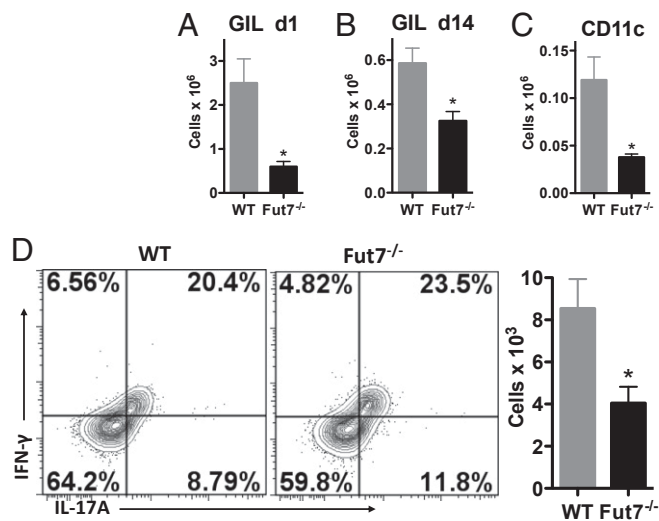 A GIL d1
Cells x 10⁶
3
2
1
0
WT Fut7⁻/⁻
*
B GIL d14
Cells x 10⁶
0.6
0.4
0.2
0.0
WT Fut7⁻/⁻
*
C CD11c
Cells x 10⁶
0.15
0.10
0.05
0.00
WT Fut7⁻/⁻
*
D
WT
6.56% 20.4%
64.2% 8.79%
Fut7⁻/⁻
4.82% 23.5%
59.8% 11.8%
IFN-γ
IL-17A
Cells x 10³
10
8
6
4
2
0
*
WT Fut7⁻/⁻